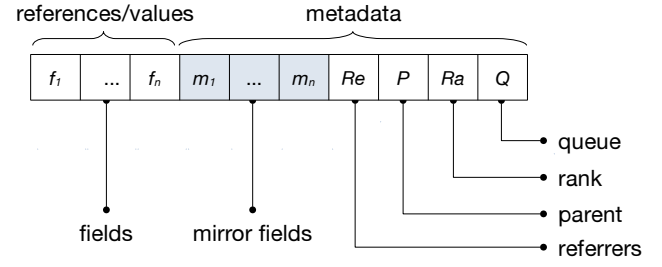 references/values metadata
f1 ... fn m1 ... mn Re P Ra Q
queue
rank
parent
fields mirror fields
referrers